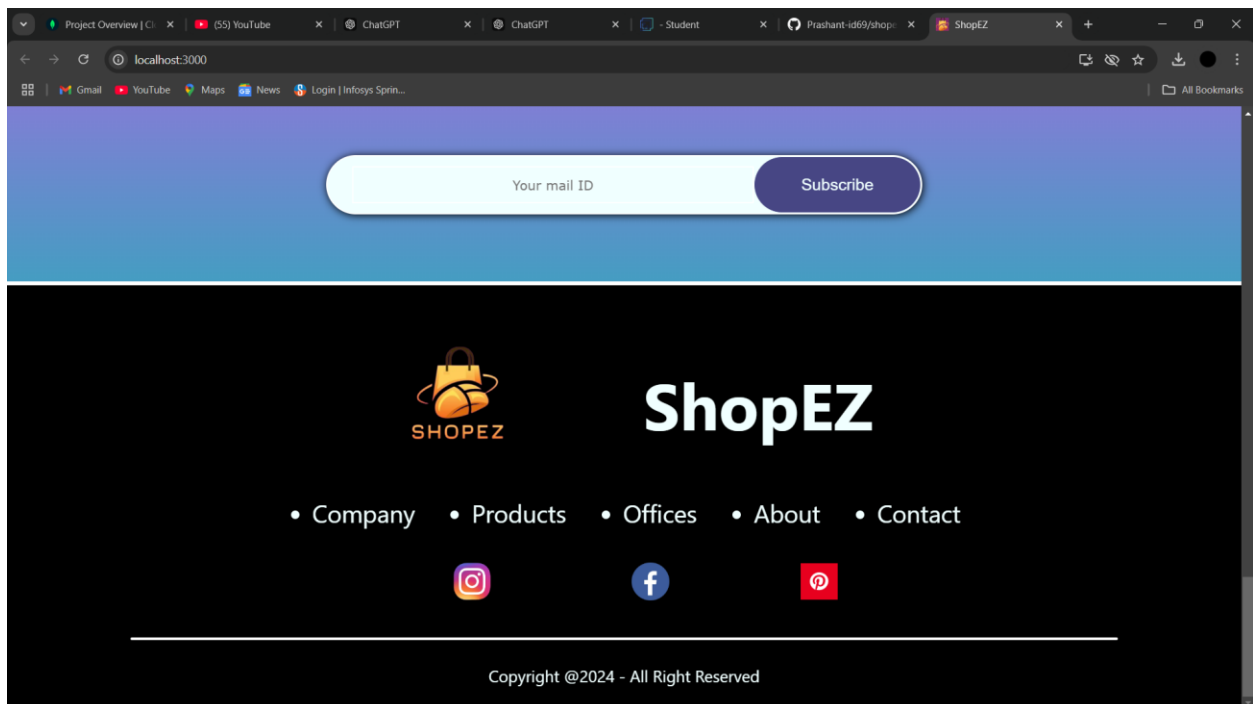 Project Overview | Cl
(55) YouTube
ChatGPT
ChatGPT
- Student
Prashant-id69/shope
ShopEZ
localhost:3000
Gmail
YouTube
Maps
News
Login | Infosys Sprin...
All Bookmarks
Your mail ID
Subscribe
SHOPEZ
ShopEZ
• Company • Products • Offices • About • Contact
Copyright @2024 - All Right Reserved